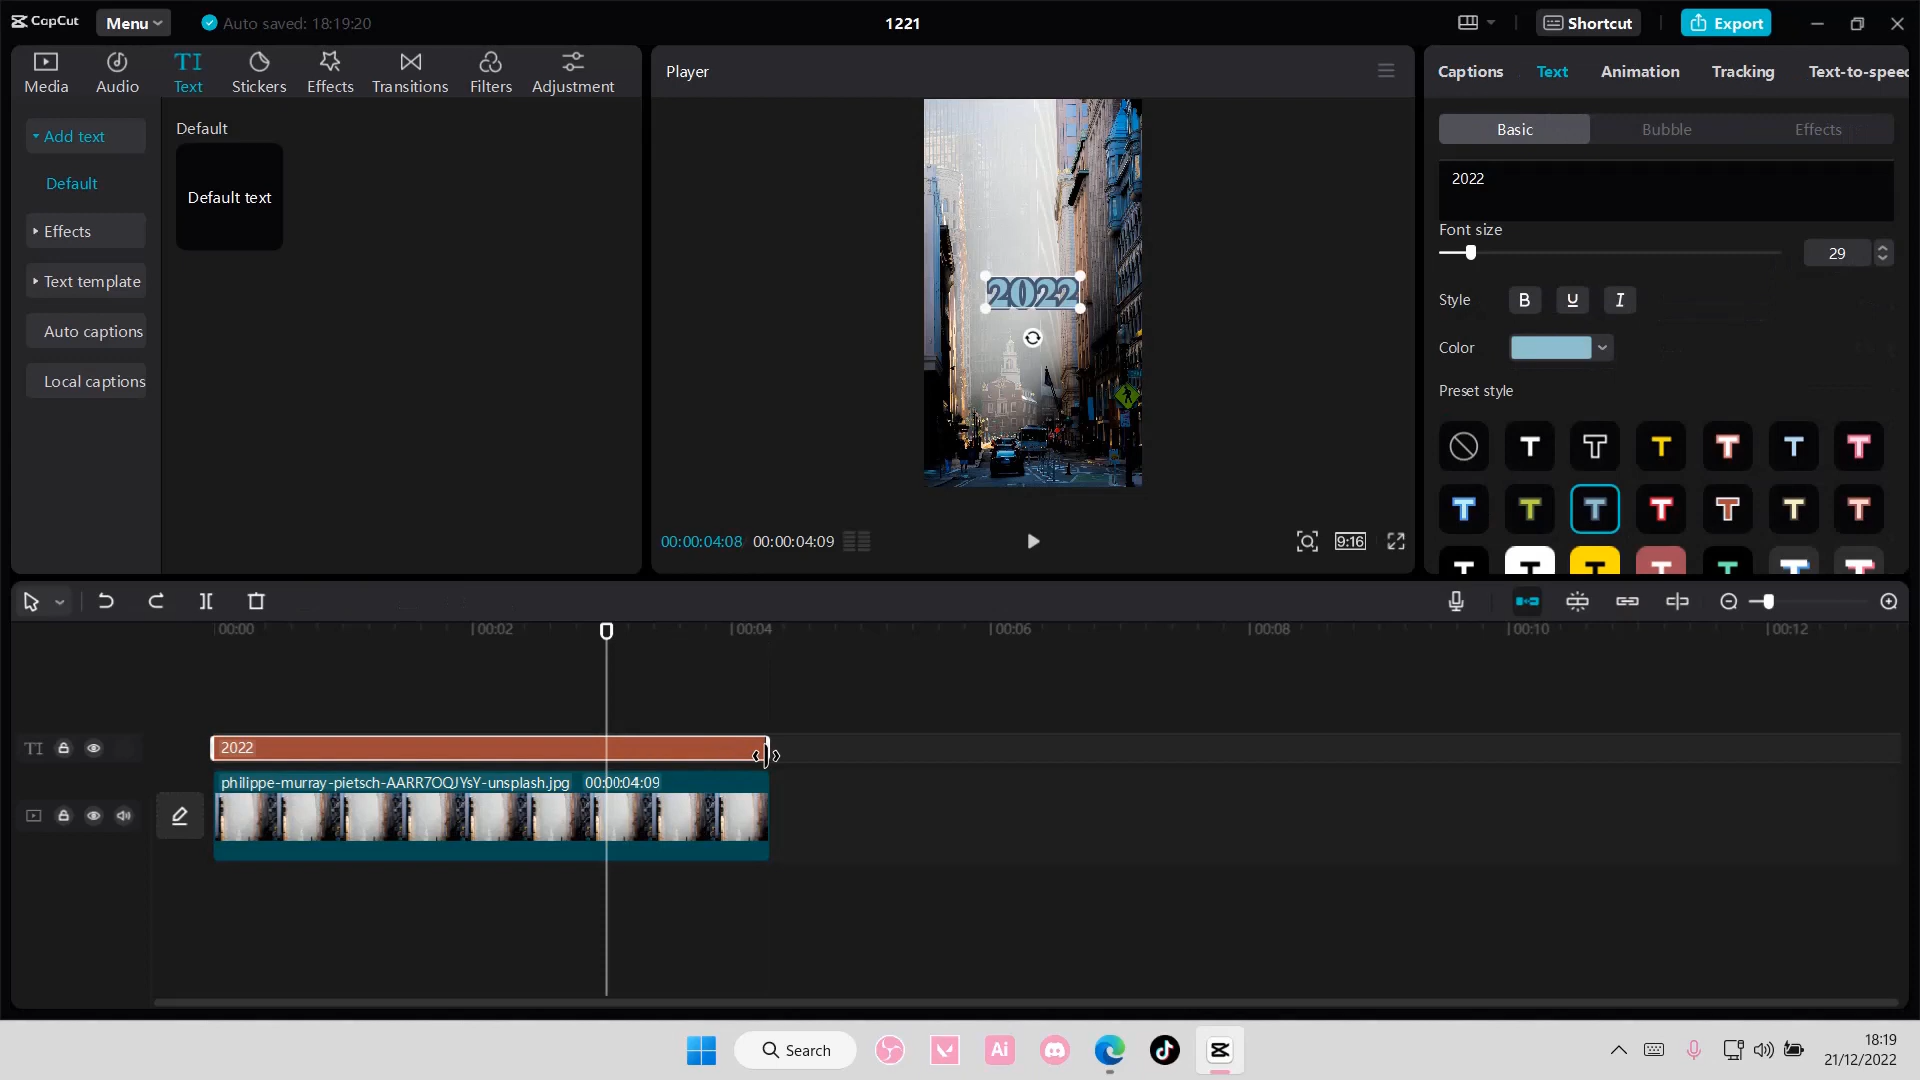 CapCut
Menu
Auto saved: 18:19:20
1221
Shortcut
Export
Media
Audio
TI
Text
Stickers
Effects
Transitions
Filters
Adjustment
Add text
Default
Effects
Text template
Auto captions
Local captions
Default
Default text
Player
2022
00:00:04:08 00:00:04:09
9:16
Captions
Text
Animation
Tracking
Text-to-speec
Basic
Bubble
Effects
2022
Font size
29
Style
B U I
Color
Preset style
T T T T T T
T T T T T T T
T T T T T T T
00:00 00:02 00:04 00:06 00:08 00:10 00:12
TI
2022
philippe-murray-pietsch-AARR7OQJYsY-unsplash.jpg 00:00:04:09
Search
Ai
18:19
21/12/2022